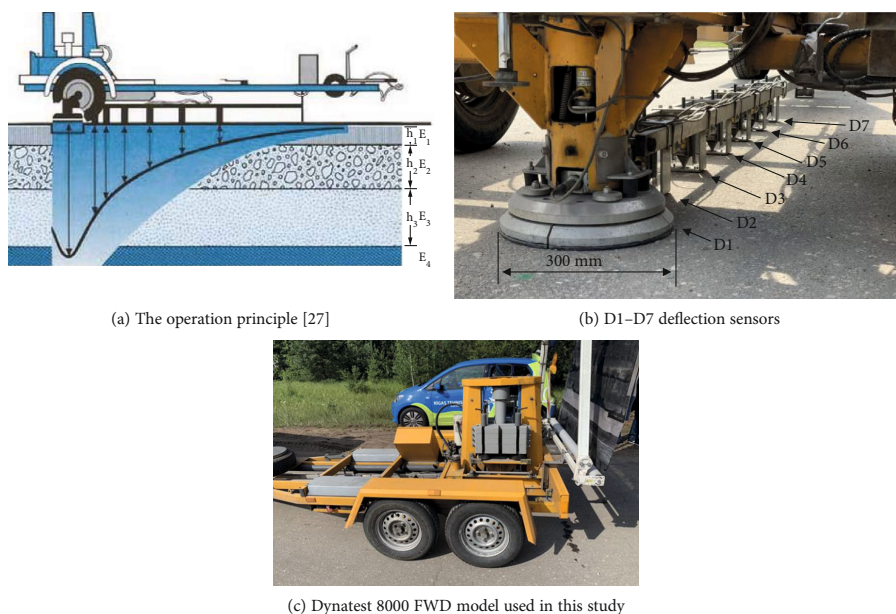 h₁ E₁
h₂ E₂
h₃ E₃
E₄
D7
D6
D5
D4
D3
D2
D1
300 mm
(a) The operation principle [27]
(b) D1–D7 deflection sensors
(c) Dynatest 8000 FWD model used in this study